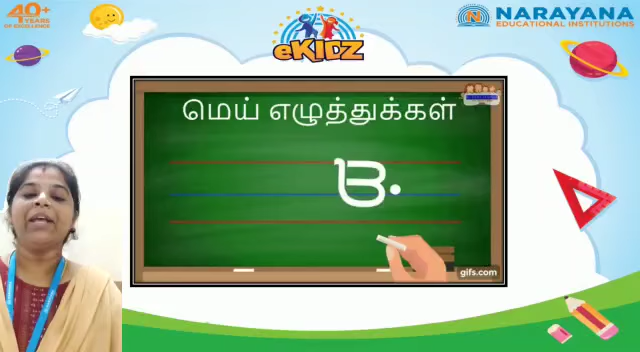 40+
YEARS
OF EXCELLENCE
eKIDZ
NARAYANA
EDUCATIONAL INSTITUTIONS
மெய் எழுத்துக்கள்
gifs.com